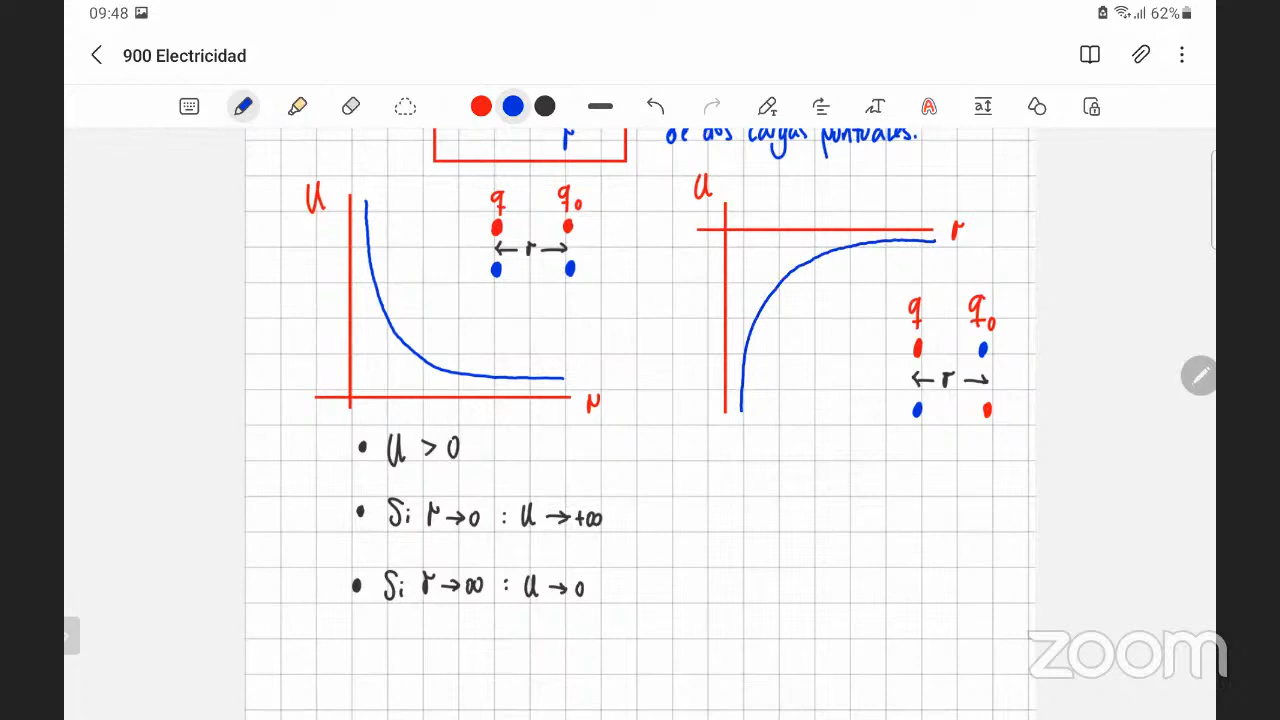 09:48
62%
900 Electricidad
r
de dos cargas puntuales.
U
q q₀
← r →
r
U
r
q q₀
← r →
• U > 0
• Si r → 0 : U → +∞
• Si r → ∞ : U → 0
zoom